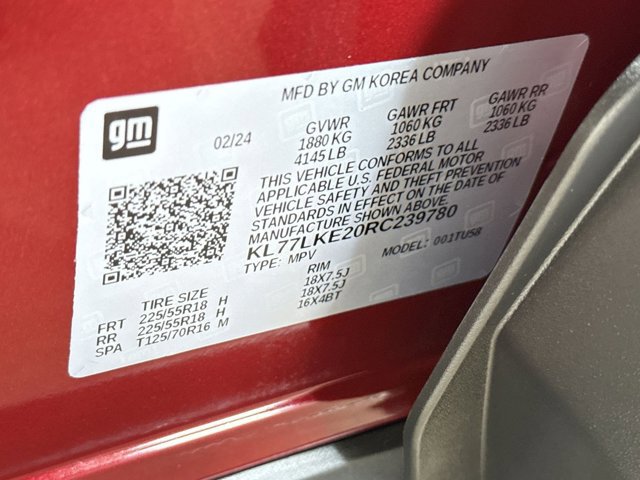 MFD BY GM KOREA COMPANY
gm
02/24
GVWR GAWR FRT GAWR RR
1880 KG 1060 KG 1060 KG
4145 LB 2336 LB 2336 LB
THIS VEHICLE CONFORMS TO ALL
APPLICABLE U.S. FEDERAL MOTOR
VEHICLE SAFETY AND THEFT PREVENTION
STANDARDS IN EFFECT ON THE DATE OF
MANUFACTURE SHOWN ABOVE.
KL77LKE20RC239780
TYPE: MPV MODEL: 001TU58
TIRE SIZE RIM
FRT 225/55R18 H 18X7.5J
RR 225/55R18 H 18X7.5J
SPA T125/70R16 M 16X4BT